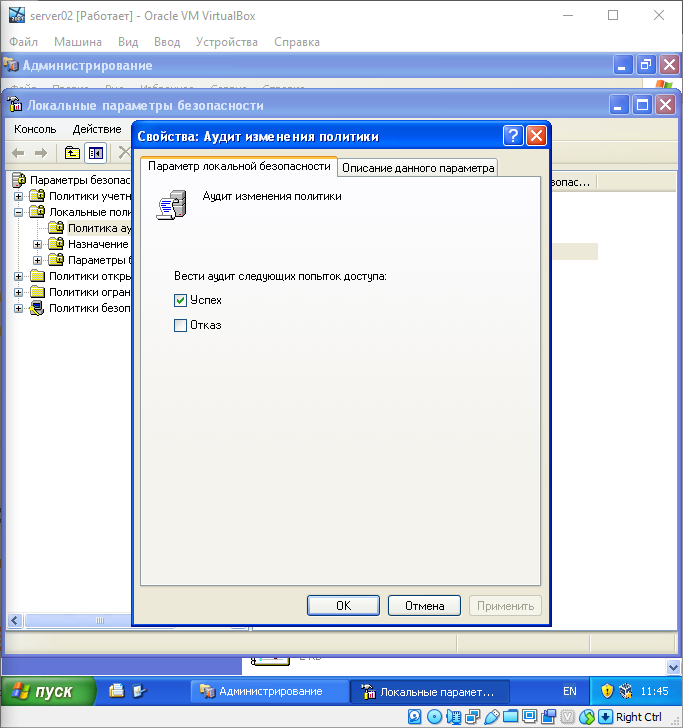 server02 [Работает] - Oracle VM VirtualBox
Файл Машина Вид Ввод Устройства Справка
Администрирование
Локальные параметры безопасности
Консоль Действие
Свойства: Аудит изменения политики
Параметр локальной безопасности Описание данного параметра
Параметры безопас
Политики учетн
Локальные поли
Политика ау
Назначение
Параметры б
Политики откры
Политики огран
Политики безоп
опас...
Аудит изменения политики
Вести аудит следующих попыток доступа:
Успех
Отказ
OK Отмена Применить
пуск Администрирование Локальные парамет... EN 11:45
Right Ctrl